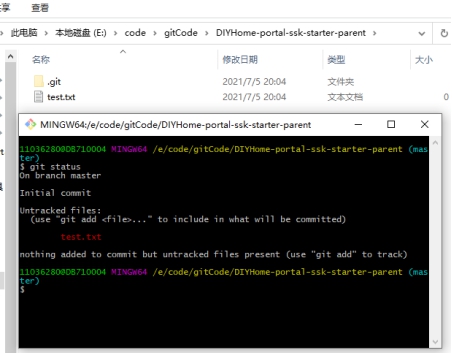 享 查看
此电脑 > 本地磁盘 (E:) > code > gitCode > DIYHome-portal-ssk-starter-parent >
名称 修改日期 类型 大小
.git 2021/7/5 20:04 文件夹
test.txt 2021/7/5 20:04 文本文档 0
MINGW64:/e/code/gitCode/DIYHome-portal-ssk-starter-parent
MINGW64 /e/code/gitCode/DIYHome-portal-ssk-starter-parent (mas
ter)
$ git status
On branch master
Initial commit
Untracked files:
(use "git add <file>..." to include in what will be committed)
test.txt
nothing added to commit but untracked files present (use "git add" to track)
MINGW64 /e/code/gitCode/DIYHome-portal-ssk-starter-parent (mas
ter)
$